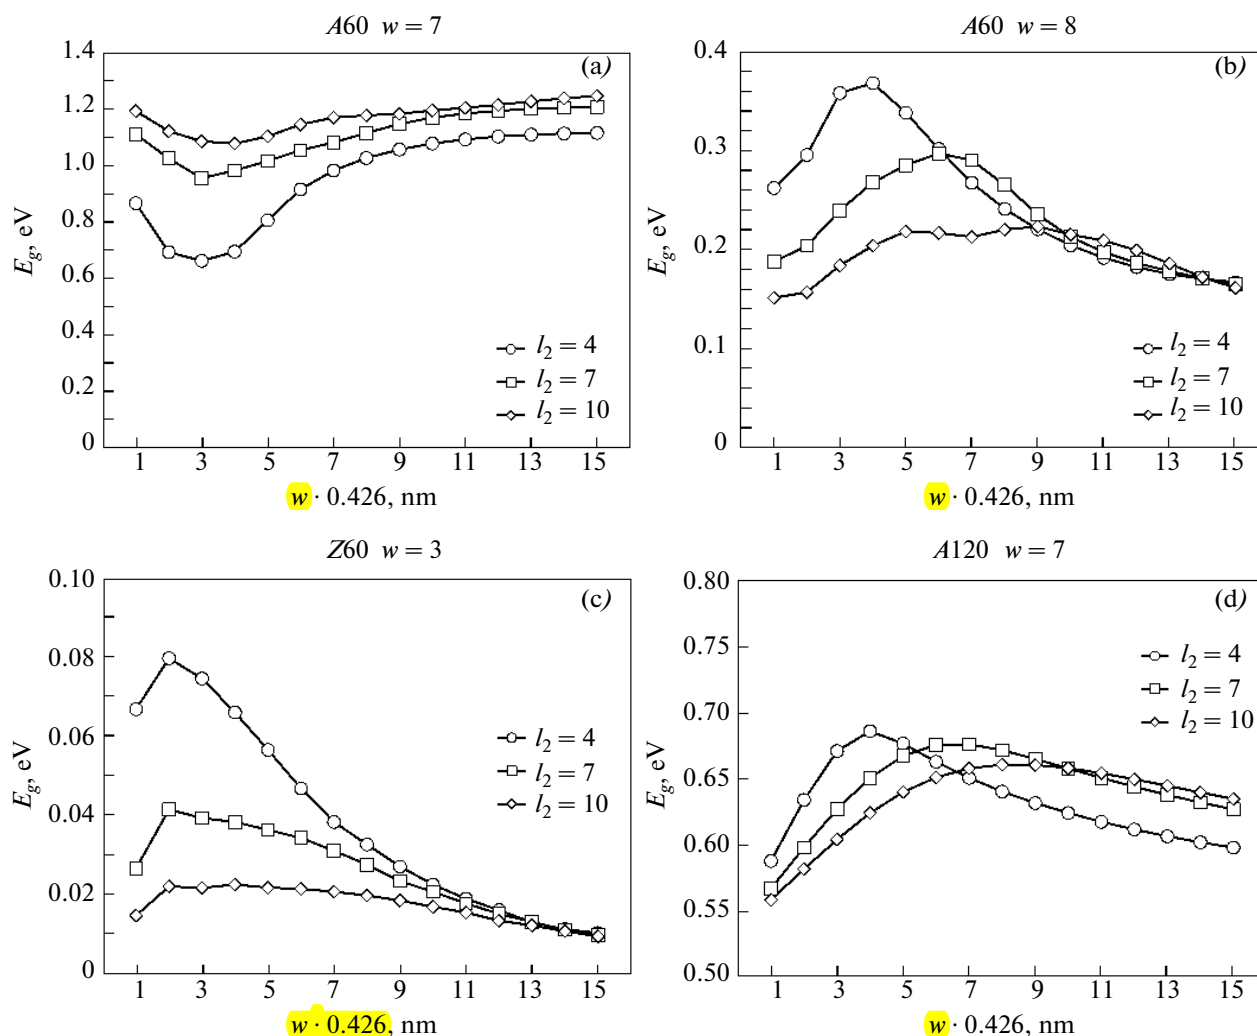 A60 w = 7
(a)
1.4
1.2
1.0
0.8
0.6
0.4
0.2
0
E_g, eV
l_2 = 4
l_2 = 7
l_2 = 10
1 3 5 7 9 11 13 15
w · 0.426, nm
A60 w = 8
(b)
0.4
0.3
0.2
0.1
0
E_g, eV
l_2 = 4
l_2 = 7
l_2 = 10
1 3 5 7 9 11 13 15
w · 0.426, nm
Z60 w = 3
(c)
0.10
0.08
0.06
0.04
0.02
0
E_g, eV
l_2 = 4
l_2 = 7
l_2 = 10
1 3 5 7 9 11 13 15
w · 0.426, nm
A120 w = 7
(d)
0.80
0.75
0.70
0.65
0.60
0.55
0.50
E_g, eV
l_2 = 4
l_2 = 7
l_2 = 10
1 3 5 7 9 11 13 15
w · 0.426, nm